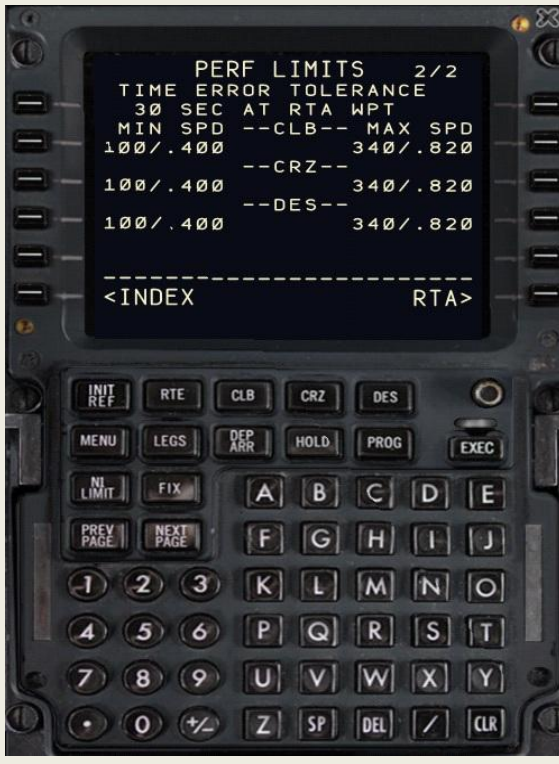 PERF LIMITS 2/2
TIME ERROR TOLERANCE
30 SEC AT RTA WPT
MIN SPD --CLB-- MAX SPD
100/.400 340/.820
--CRZ--
100/.400 340/.820
--DES--
100/.400 340/.820
----------------------------
<INDEX RTA>
INIT REF RTE CLB CRZ DES
MENU LEGS DEP ARR HOLD PROG EXEC
N1 LIMIT FIX A B C D E
PREV PAGE NEXT PAGE F G H I J
1 2 3 K L M N O
4 5 6 P Q R S T
7 8 9 U V W X Y
. 0 +/- Z SP DEL / CLR